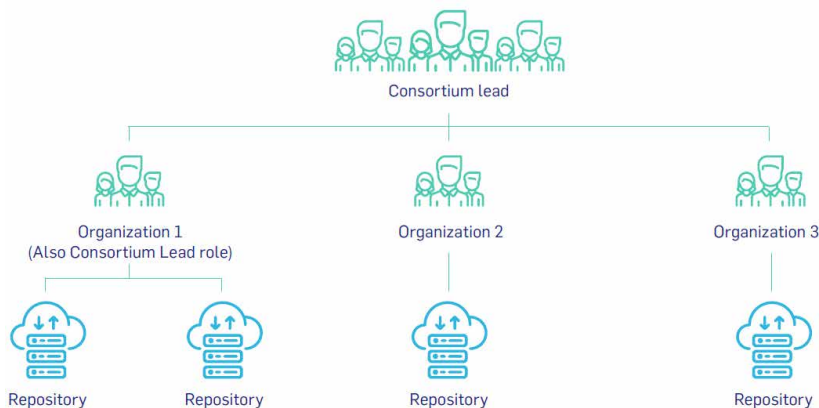 Consortium lead
Organization 1
(Also Consortium Lead role)
Organization 2
Organization 3
Repository
Repository
Repository
Repository